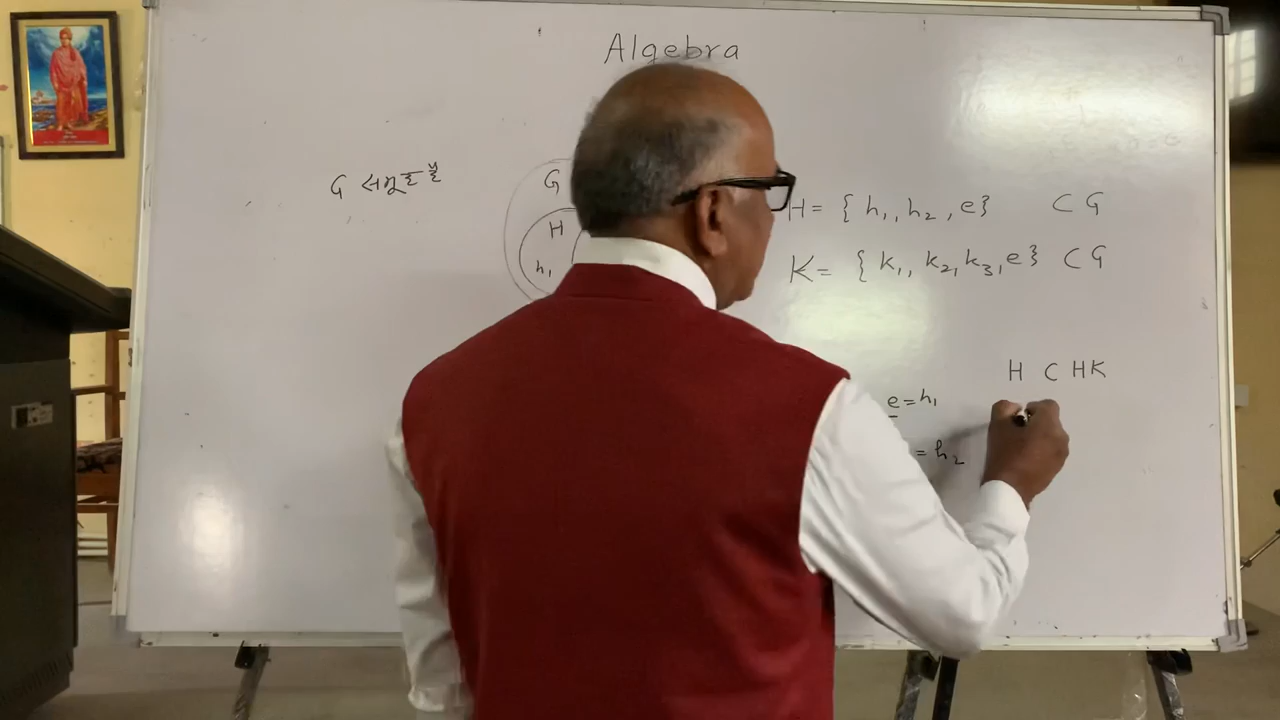 Algebra
G समूह है
G
H
h₁
H = { h₁, h₂, e } ⊂ G
K = { k₁, k₂, k₃, e } ⊂ G
H ⊂ HK
e = h₁
= h₂